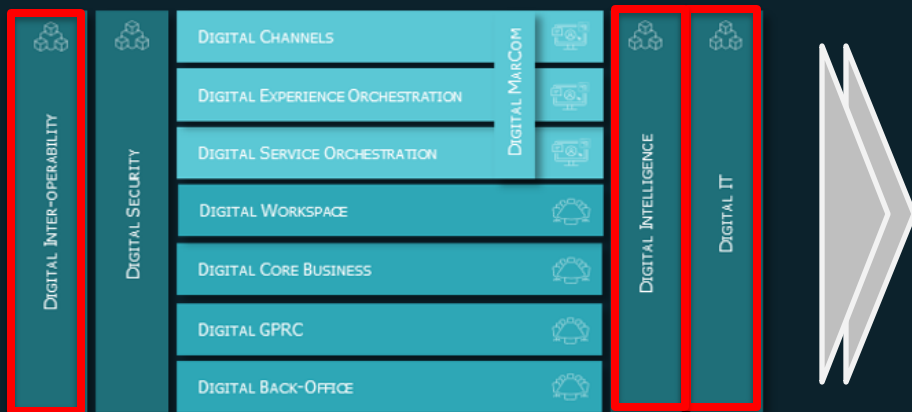 Digital Inter-operability
Digital Security
Digital Channels
Digital Experience Orchestration
Digital Service Orchestration
Digital MarCom
Digital Workspace
Digital Core Business
Digital GPRC
Digital Back-Office
Digital Intelligence
Digital IT